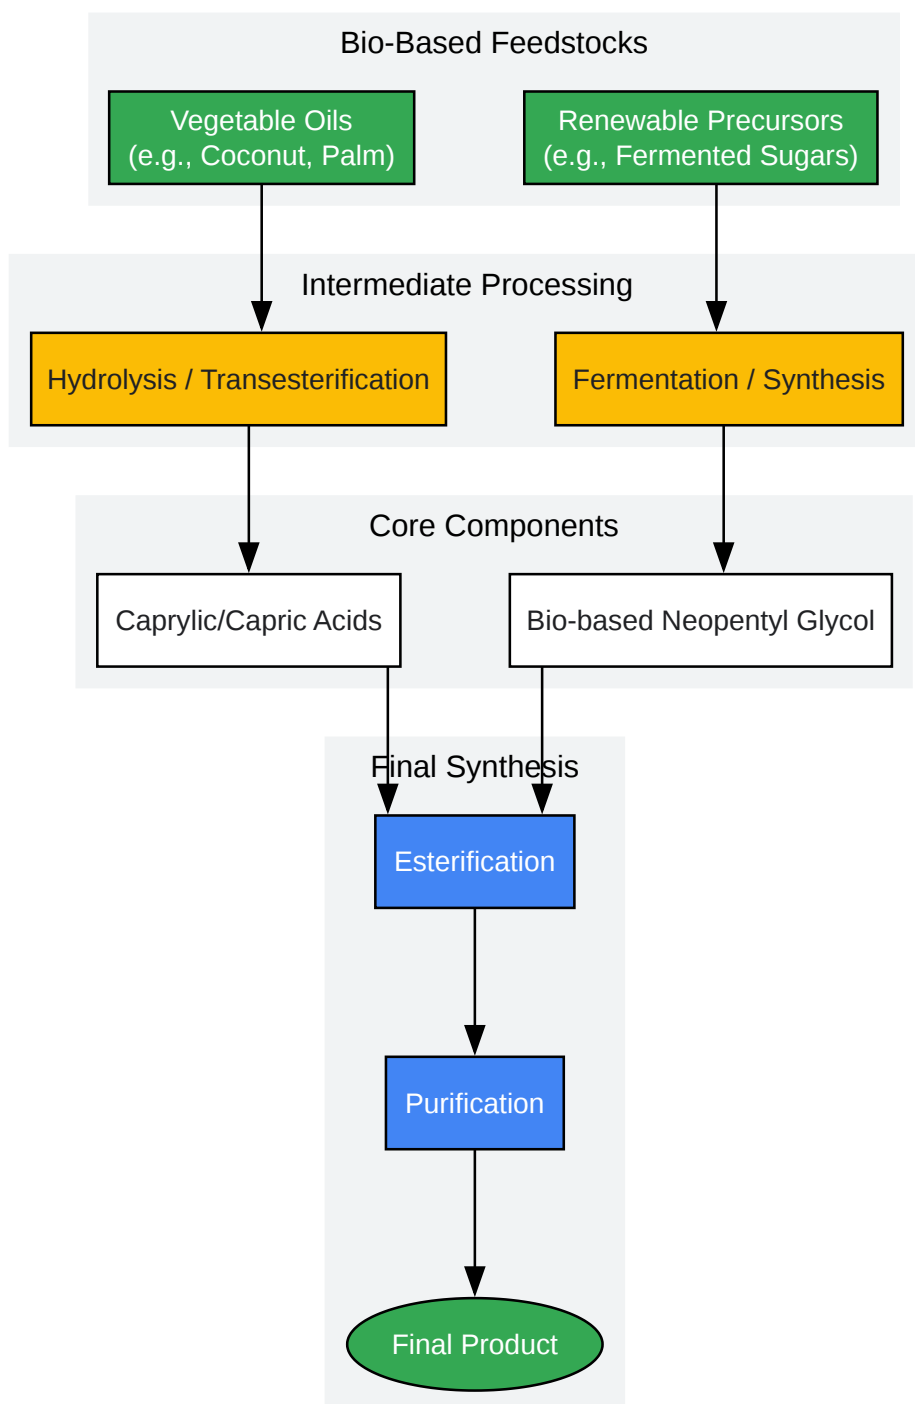 Bio-Based Feedstocks
Vegetable Oils
(e.g., Coconut, Palm)
Renewable Precursors
(e.g., Fermented Sugars)
Intermediate Processing
Hydrolysis / Transesterification
Fermentation / Synthesis
Core Components
Caprylic/Capric Acids
Bio-based Neopentyl Glycol
Final Synthesis
Esterification
Purification
Final Product